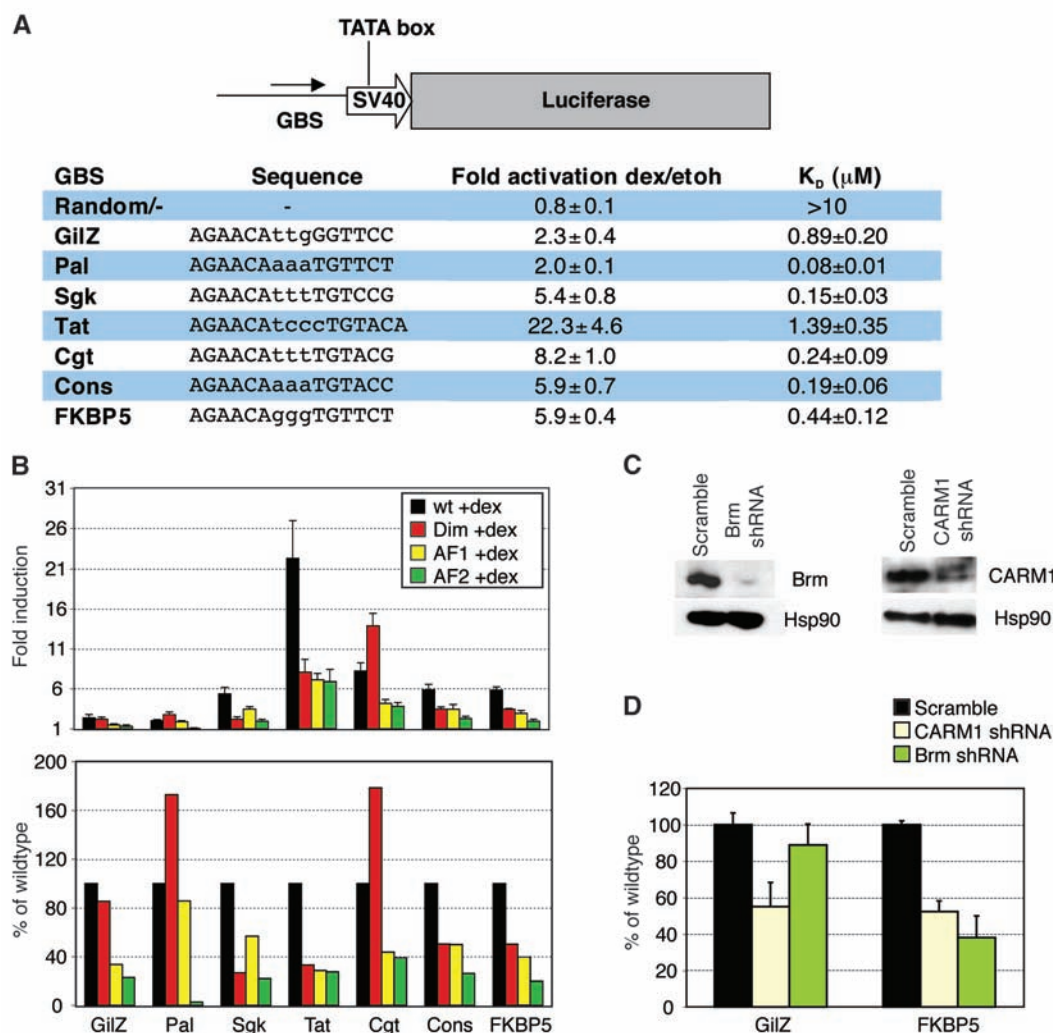 A
TATA box
SV40
Luciferase
GBS
GBS Sequence Fold activation dex/etoh K_D (μM)
Random/- - 0.8±0.1 >10
GilZ AGAACAttgGGTTCC 2.3±0.4 0.89±0.20
Pal AGAACAaaaTGTTCT 2.0±0.1 0.08±0.01
Sgk AGAACAtttTGTCCG 5.4±0.8 0.15±0.03
Tat AGAACAtcccTGTACA 22.3±4.6 1.39±0.35
Cgt AGAACAtttTGTACG 8.2±1.0 0.24±0.09
Cons AGAACAaaaTGTACC 5.9±0.7 0.19±0.06
FKBP5 AGAACAgggTGTTCT 5.9±0.4 0.44±0.12
B
Fold induction
31
26
21
16
11
6
1
wt +dex
Dim +dex
AF1 +dex
AF2 +dex
% of wildtype
200
160
120
80
40
0
GilZ Pal Sgk Tat Cgt Cons FKBP5
C
Scramble
Brm
shRNA
Brm
Hsp90
Scramble
CARM1
shRNA
CARM1
Hsp90
D
Scramble
CARM1 shRNA
Brm shRNA
% of wildtype
120
100
80
60
40
20
0
GilZ FKBP5